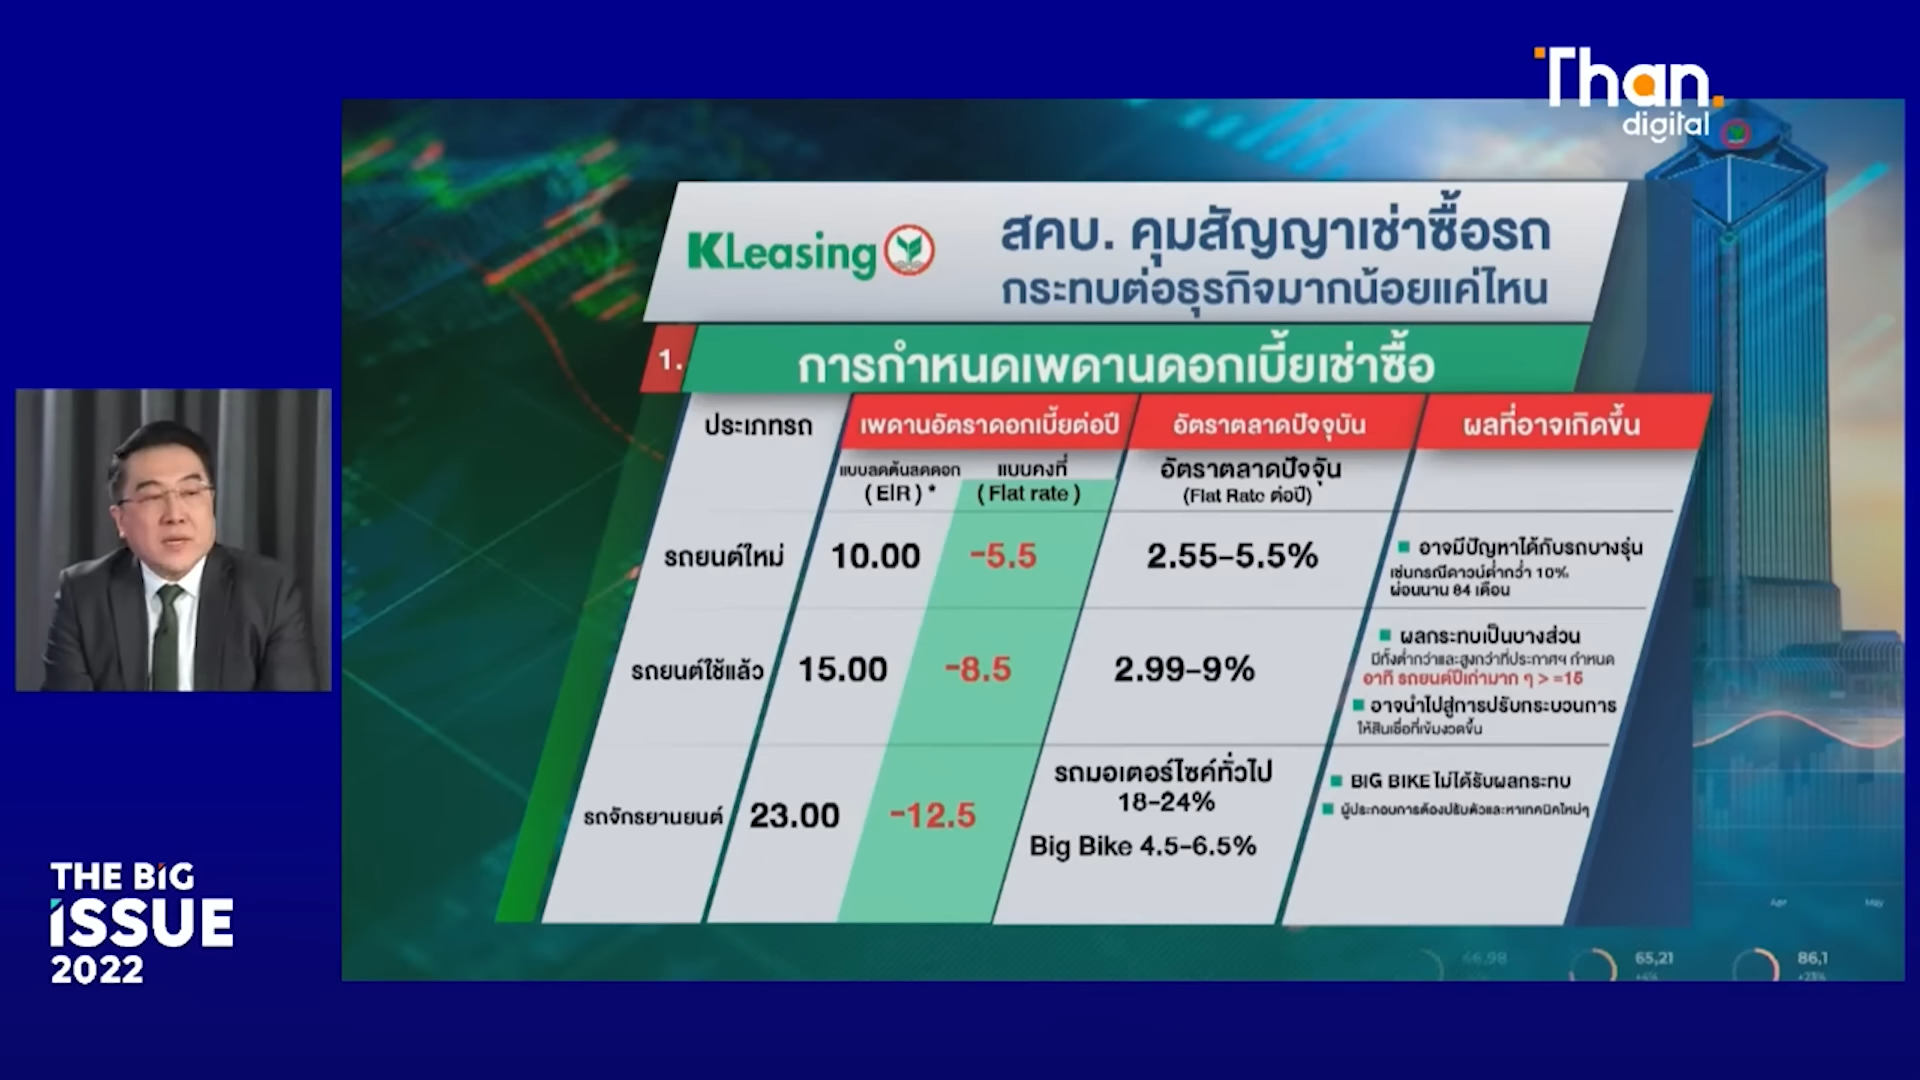 Than.
digital
KLeasing
สคบ. คุมสัญญาเช่าซื้อรถ
กระทบต่อธุรกิจมากน้อยแค่ไหน
1. การกำหนดเพดานดอกเบี้ยเช่าซื้อ
ประเภทรถ เพดานอัตราดอกเบี้ยต่อปี อัตราตลาดปัจจุบัน ผลที่อาจเกิดขึ้น
แบบลดต้นลดดอก แบบคงที่ อัตราตลาดปัจจุัน
(EIR) * (Flat rate) (Flat Rate ต่อปี)
รถยนต์ใหม่ 10.00 -5.5 2.55-5.5%
อาจมีปัญหาได้กับรถบางรุ่น
เช่นกรณีดาวน์ต่ำกว่า 10%
ผ่อนนาน 84 เดือน
รถยนต์ใช้แล้ว 15.00 -8.5 2.99-9%
ผลกระทบเป็นบางส่วน
มีทั้งต่ำกว่าและสูงกว่าที่ประกาศฯ กำหนด
อาทิ รถยนต์ปีเก่ามาก ๆ > =15
อาจนำไปสู่การปรับกระบวนการ
ให้สินเชื่อที่เข้มงวดขึ้น
รถจักรยานยนต์ 23.00 -12.5
รถมอเตอร์ไซค์ทั่วไป
18-24%
Big Bike 4.5-6.5%
BIG BIKE ไม่ได้รับผลกระทบ
ผู้ประกอบการต้องปรับตัวและหาเทคนิคใหม่ๆ
THE BIG
ISSUE
2022
Apr May
46,98 65,21 86,1
+4% +23%